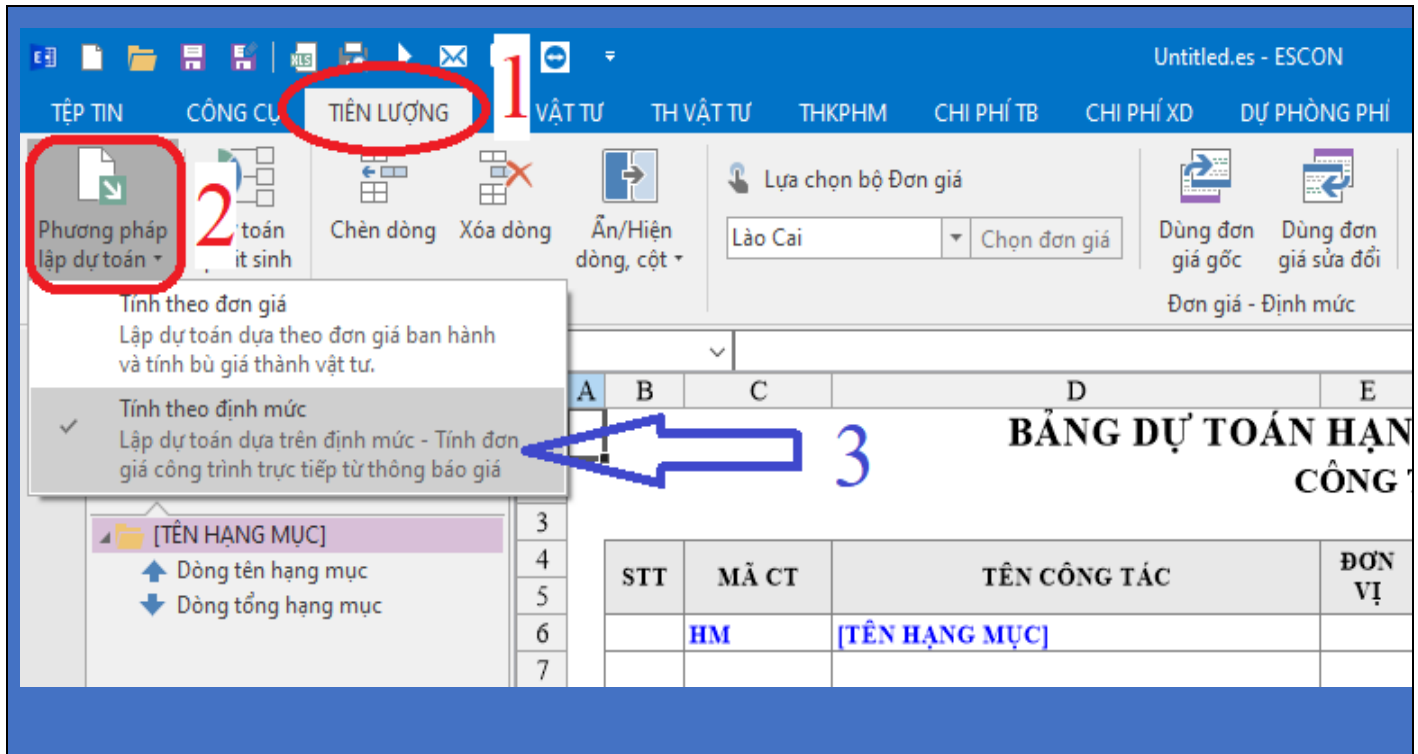 Untitled.es - ESCON
TỆP TIN CÔNG CỤ TIÊN LƯỢNG 1 VẬT TƯ TH VẬT TƯ THKPHM CHI PHÍ TB CHI PHÍ XD DỰ PHÒNG PHÍ
2
Phương pháp
lập dự toán
toán
sinh
Chèn dòng
Xóa dòng
Ẩn/Hiện
dòng, cột
Lựa chọn bộ Đơn giá
Lào Cai
Chọn đơn giá
Dùng đơn
giá gốc
Dùng đơn
giá sửa đổi
Đơn giá - Định mức
Tính theo đơn giá
Lập dự toán dựa theo đơn giá ban hành
và tính bù giá thành vật tư.
Tính theo định mức
Lập dự toán dựa trên định mức - Tính đơn
giá công trình trực tiếp từ thông báo giá
3
[TÊN HẠNG MỤC]
Dòng tên hạng mục
Dòng tổng hạng mục
A B C D E
BẢNG DỰ TOÁN HẠN
CÔNG
3
4
5
6
7
STT MÃ CT TÊN CÔNG TÁC ĐƠN
VỊ
HM [TÊN HẠNG MỤC]